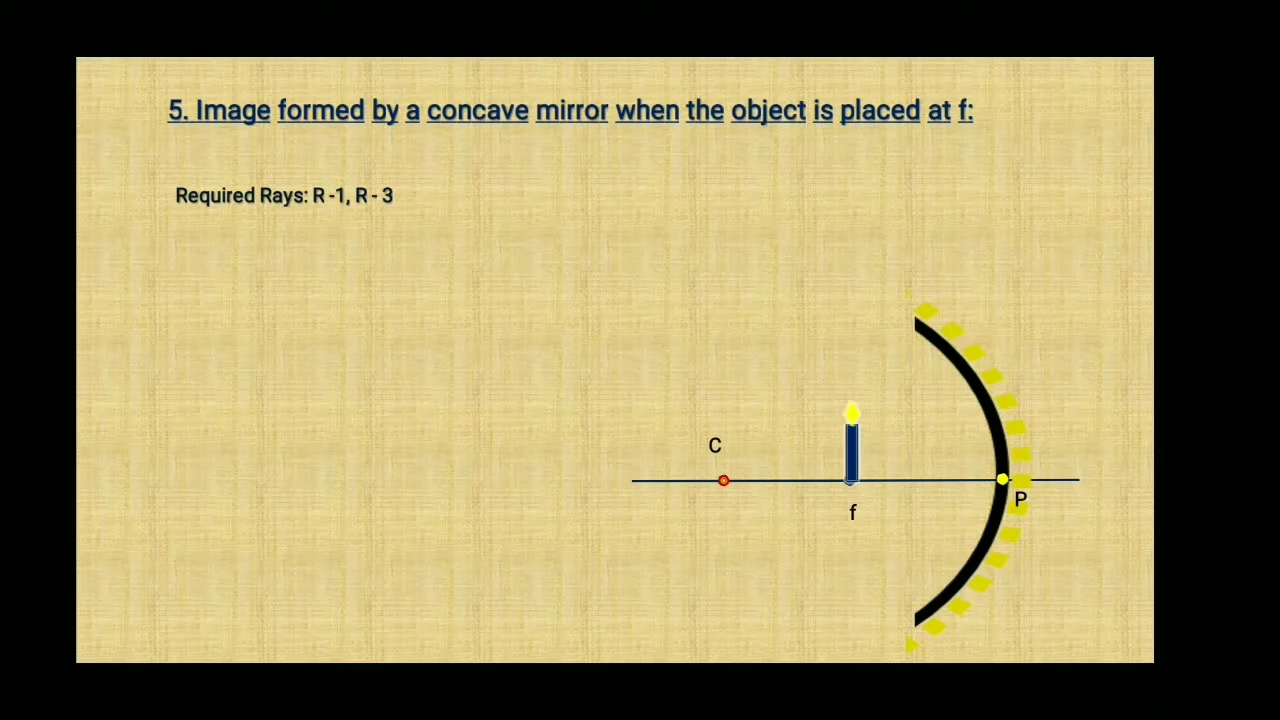 5. Image formed by a concave mirror when the object is placed at f:
Required Rays: R -1, R - 3
C
P
f